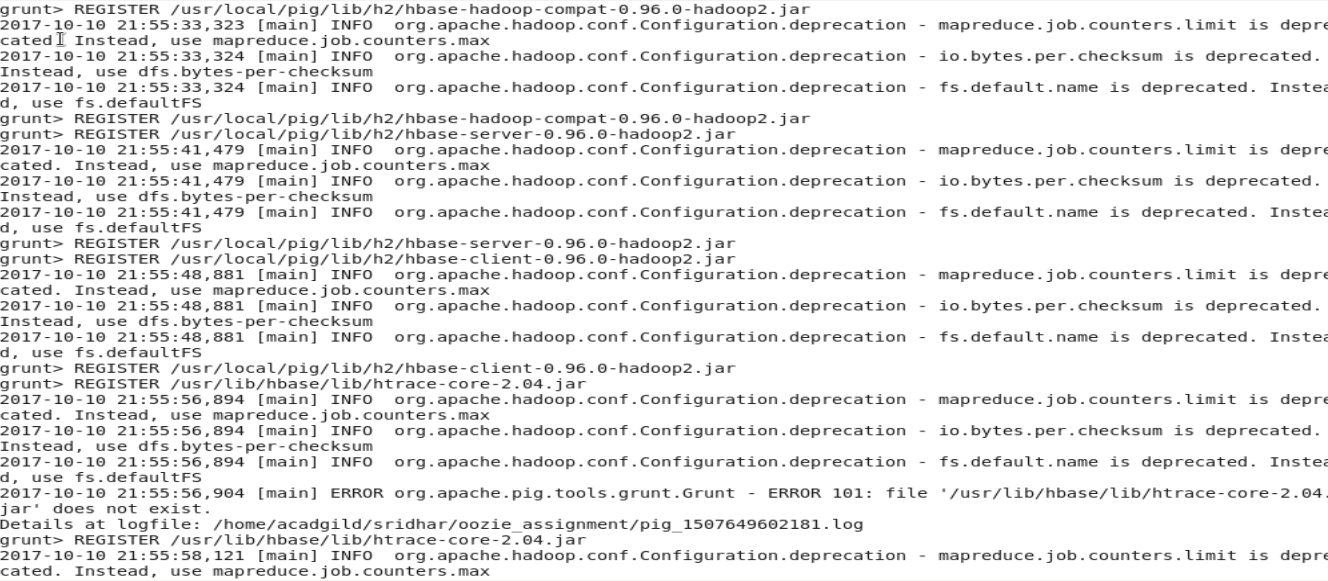 grunt> REGISTER /usr/local/pig/lib/h2/hbase-hadoop-compat-0.96.0-hadoop2.jar
2017-10-10 21:55:33,323 [main] INFO  org.apache.hadoop.conf.Configuration.deprecation - mapreduce.job.counters.limit is depre
cated. Instead, use mapreduce.job.counters.max
2017-10-10 21:55:33,324 [main] INFO  org.apache.hadoop.conf.Configuration.deprecation - io.bytes.per.checksum is deprecated.
Instead, use dfs.bytes-per-checksum
2017-10-10 21:55:33,324 [main] INFO  org.apache.hadoop.conf.Configuration.deprecation - fs.default.name is deprecated. Instea
d, use fs.defaultFS
grunt> REGISTER /usr/local/pig/lib/h2/hbase-hadoop-compat-0.96.0-hadoop2.jar
grunt> REGISTER /usr/local/pig/lib/h2/hbase-server-0.96.0-hadoop2.jar
2017-10-10 21:55:41,479 [main] INFO  org.apache.hadoop.conf.Configuration.deprecation - mapreduce.job.counters.limit is depre
cated. Instead, use mapreduce.job.counters.max
2017-10-10 21:55:41,479 [main] INFO  org.apache.hadoop.conf.Configuration.deprecation - io.bytes.per.checksum is deprecated.
Instead, use dfs.bytes-per-checksum
2017-10-10 21:55:41,479 [main] INFO  org.apache.hadoop.conf.Configuration.deprecation - fs.default.name is deprecated. Instea
d, use fs.defaultFS
grunt> REGISTER /usr/local/pig/lib/h2/hbase-server-0.96.0-hadoop2.jar
grunt> REGISTER /usr/local/pig/lib/h2/hbase-client-0.96.0-hadoop2.jar
2017-10-10 21:55:48,881 [main] INFO  org.apache.hadoop.conf.Configuration.deprecation - mapreduce.job.counters.limit is depre
cated. Instead, use mapreduce.job.counters.max
2017-10-10 21:55:48,881 [main] INFO  org.apache.hadoop.conf.Configuration.deprecation - io.bytes.per.checksum is deprecated.
Instead, use dfs.bytes-per-checksum
2017-10-10 21:55:48,881 [main] INFO  org.apache.hadoop.conf.Configuration.deprecation - fs.default.name is deprecated. Instea
d, use fs.defaultFS
grunt> REGISTER /usr/local/pig/lib/h2/hbase-client-0.96.0-hadoop2.jar
grunt> REGISTER /usr/lib/hbase/lib/htrace-core-2.04.jar
2017-10-10 21:55:56,894 [main] INFO  org.apache.hadoop.conf.Configuration.deprecation - mapreduce.job.counters.limit is depre
cated. Instead, use mapreduce.job.counters.max
2017-10-10 21:55:56,894 [main] INFO  org.apache.hadoop.conf.Configuration.deprecation - io.bytes.per.checksum is deprecated.
Instead, use dfs.bytes-per-checksum
2017-10-10 21:55:56,894 [main] INFO  org.apache.hadoop.conf.Configuration.deprecation - fs.default.name is deprecated. Instea
d, use fs.defaultFS
2017-10-10 21:55:56,904 [main] ERROR org.apache.pig.tools.grunt.Grunt - ERROR 101: file '/usr/lib/hbase/lib/htrace-core-2.04.
jar' does not exist.
Details at logfile: /home/acadgild/sridhar/oozie_assignment/pig_1507649602181.log
grunt> REGISTER /usr/lib/hbase/lib/htrace-core-2.04.jar
2017-10-10 21:55:58,121 [main] INFO  org.apache.hadoop.conf.Configuration.deprecation - mapreduce.job.counters.limit is depre
cated. Instead, use mapreduce.job.counters.max